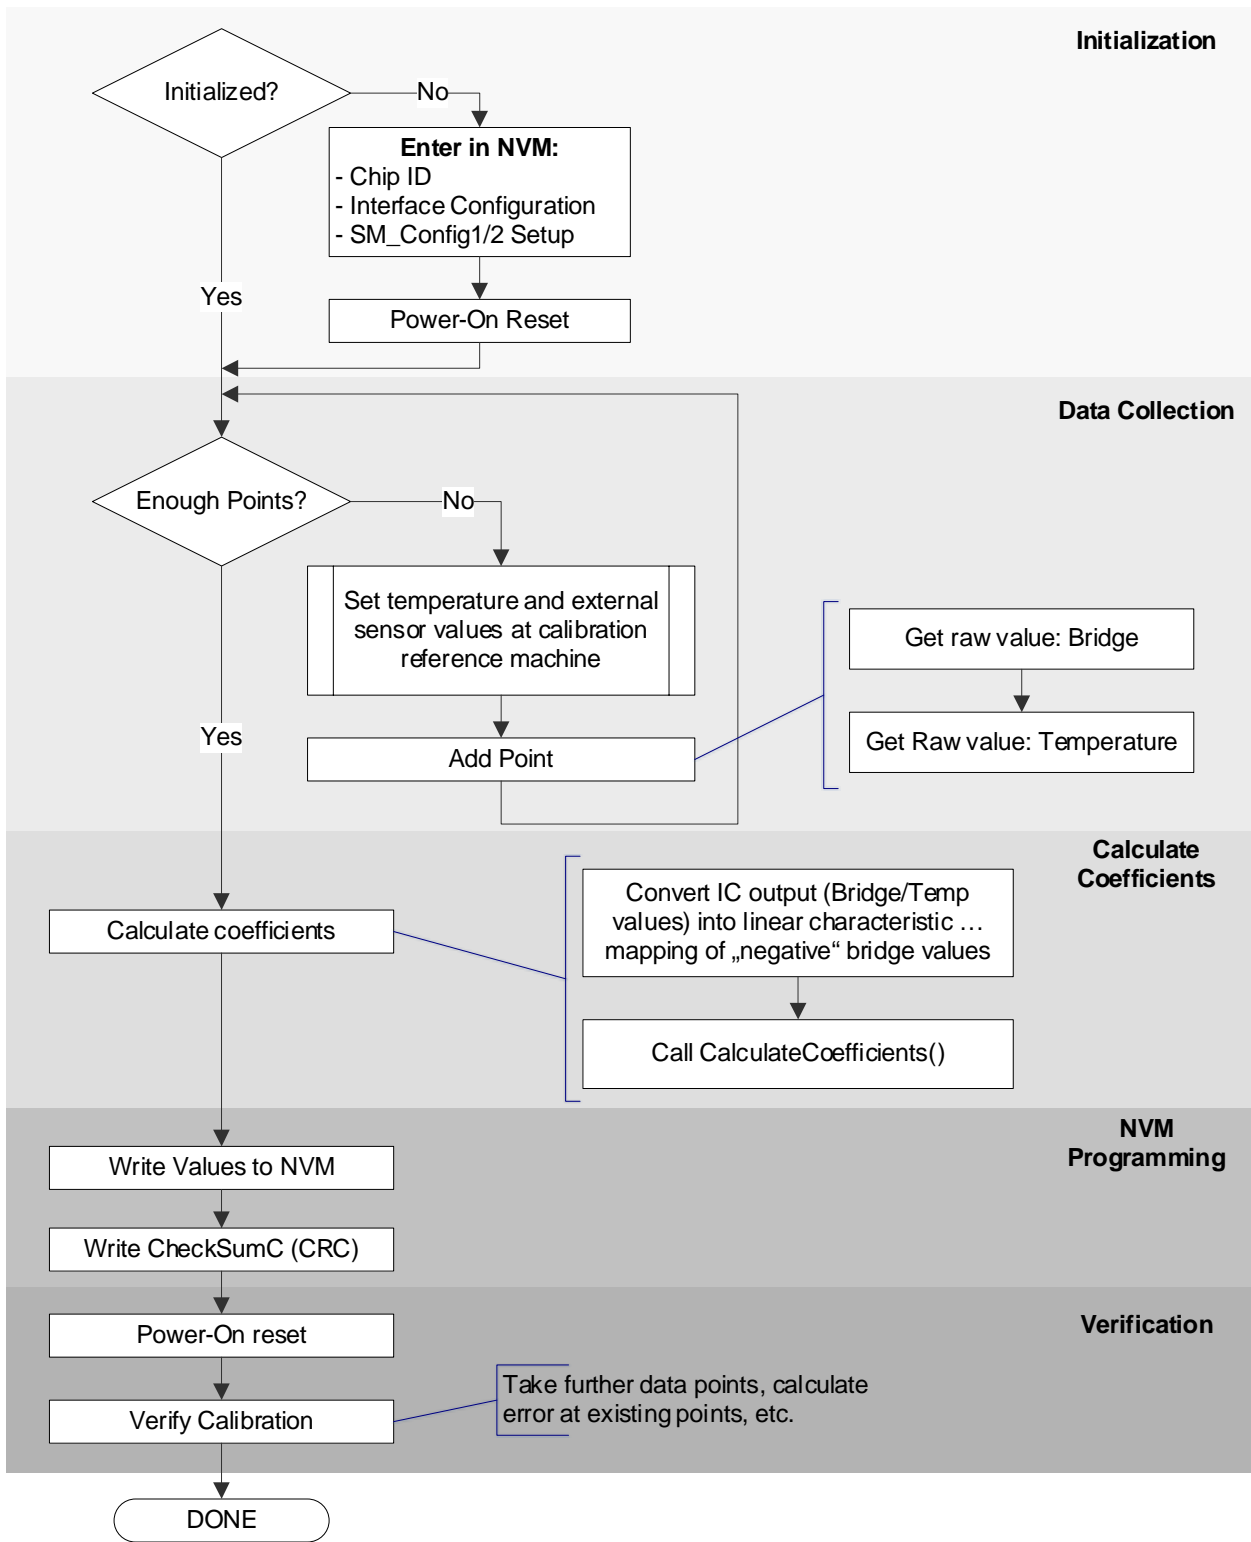 Initialization
Initialized?
No
Enter in NVM:
- Chip ID
- Interface Configuration
- SM_Config1/2 Setup
Yes
Power-On Reset
Data Collection
Enough Points?
No
Set temperature and external
sensor values at calibration
reference machine
Get raw value: Bridge
Get Raw value: Temperature
Yes
Add Point
Calculate
Coefficients
Calculate coefficients
Convert IC output (Bridge/Temp
values) into linear characteristic …
mapping of „negative“ bridge values
Call CalculateCoefficients()
NVM
Programming
Write Values to NVM
Write CheckSumC (CRC)
Verification
Power-On reset
Verify Calibration
Take further data points, calculate
error at existing points, etc.
DONE